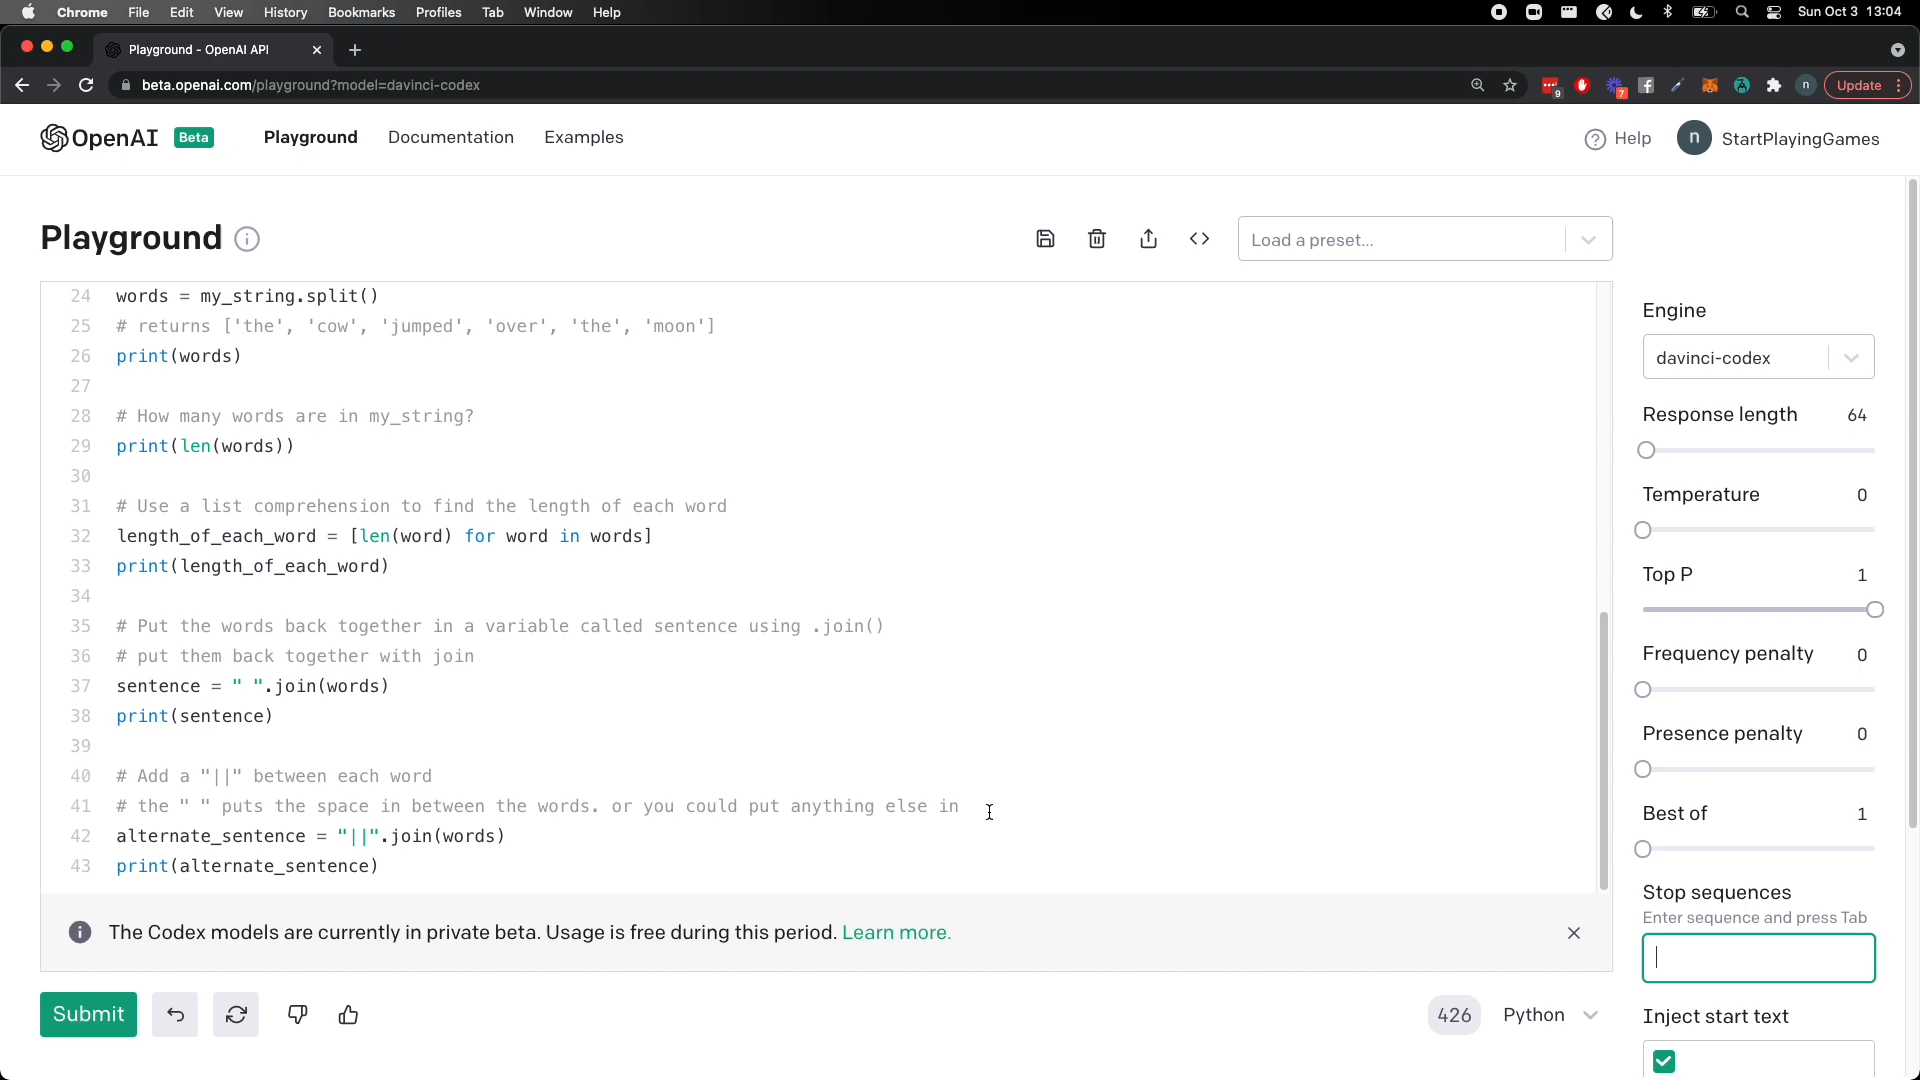 Chrome File Edit View History Bookmarks Profiles Tab Window Help Sun Oct 3 13:04
Playground - OpenAI API
beta.openai.com/playground?model=davinci-codex
9
7
n
Update
OpenAI Beta Playground Documentation Examples Help n StartPlayingGames
Playground
Load a preset...
24 words = my_string.split()
25 # returns ['the', 'cow', 'jumped', 'over', 'the', 'moon']
26 print(words)
27
28 # How many words are in my_string?
29 print(len(words))
30
31 # Use a list comprehension to find the length of each word
32 length_of_each_word = [len(word) for word in words]
33 print(length_of_each_word)
34
35 # Put the words back together in a variable called sentence using .join()
36 # put them back together with join
37 sentence = " ".join(words)
38 print(sentence)
39
40 # Add a "||" between each word
41 # the " " puts the space in between the words. or you could put anything else in
42 alternate_sentence = "||".join(words)
43 print(alternate_sentence)
The Codex models are currently in private beta. Usage is free during this period. Learn more.
Submit
426 Python
Engine
davinci-codex
Response length 64
Temperature 0
Top P 1
Frequency penalty 0
Presence penalty 0
Best of 1
Stop sequences
Enter sequence and press Tab
Inject start text